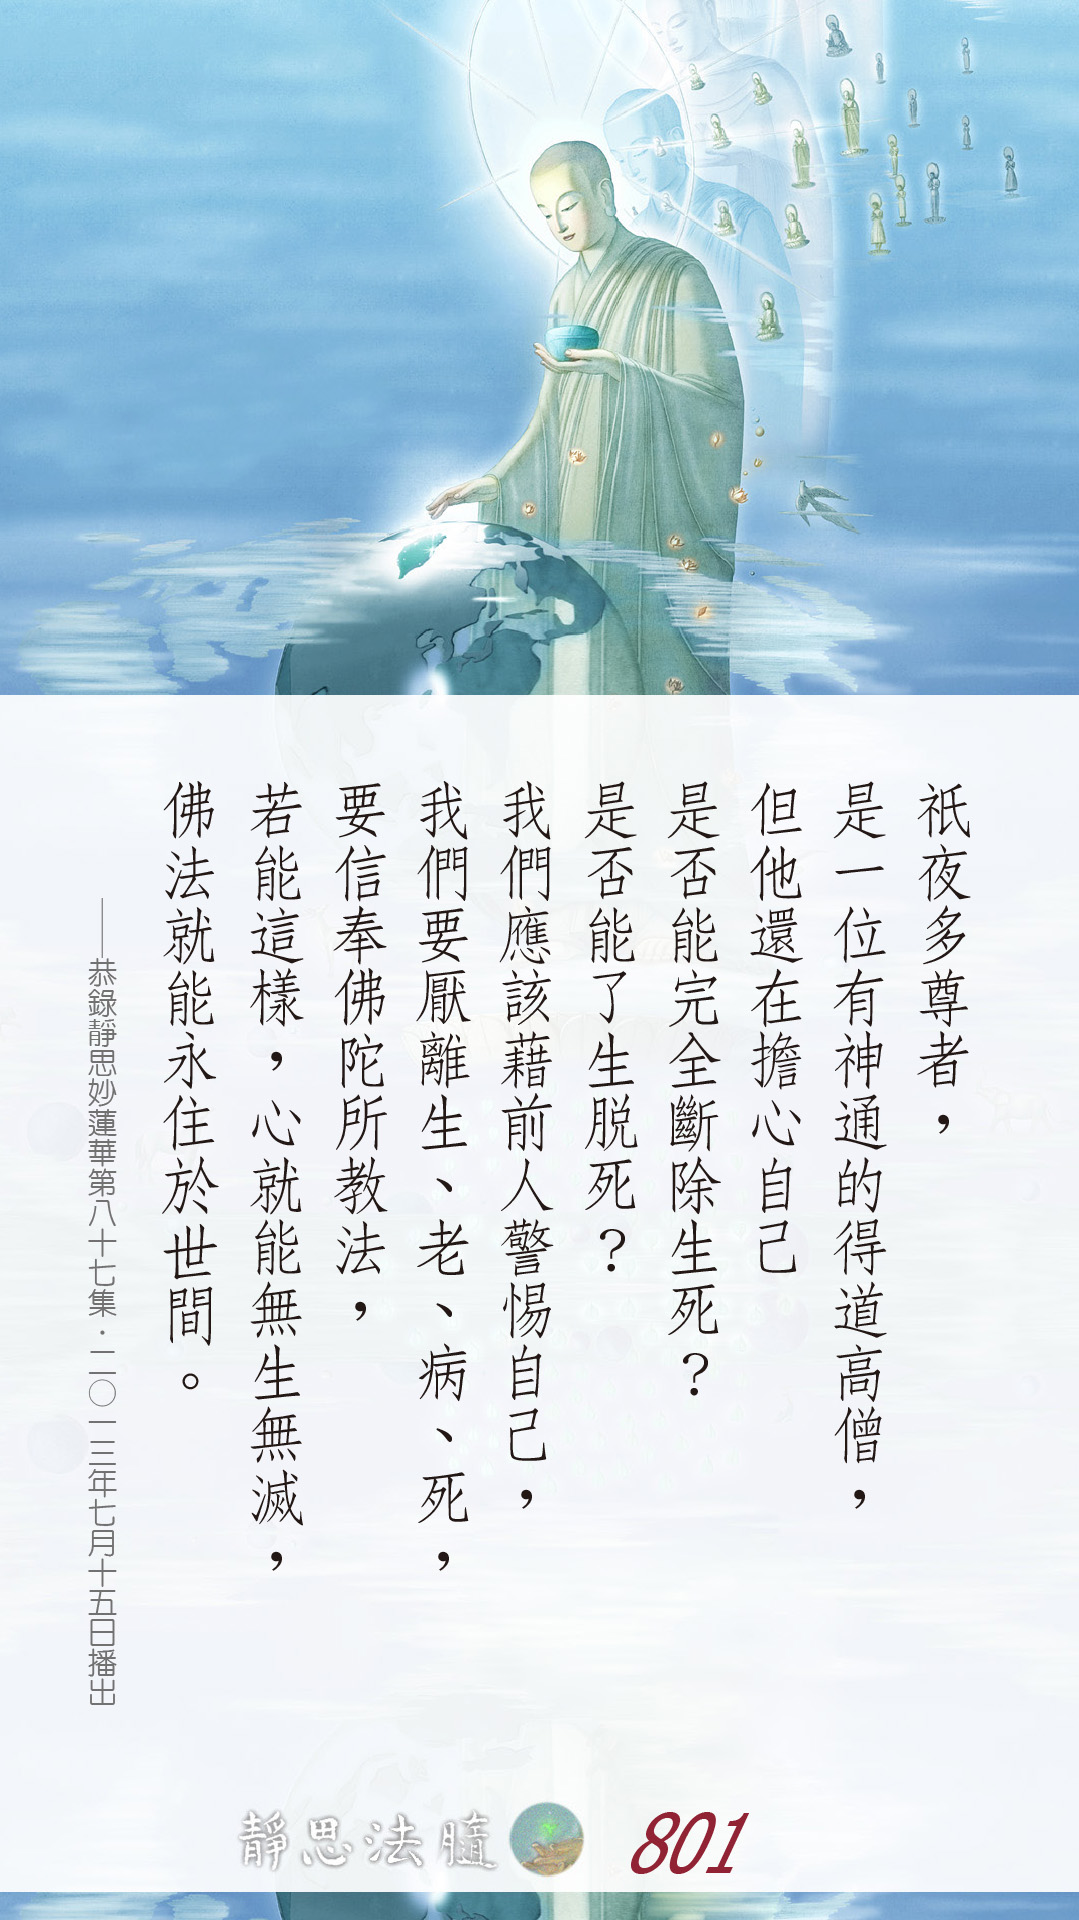 祇夜多尊者，
是一位有神通的得道高僧，
但他還在擔心自己
是否能完全斷除生死？
是否能了生脱死？
我們應該藉前人警惕自己，
我們要厭離生、老、病、死，
要信奉佛陀所教法，
若能這樣，心就能無生無滅，
佛法就能永住於世間。
——恭錄靜思妙蓮華第八十七集．二〇一三年七月十五日播出
靜思法髓
801